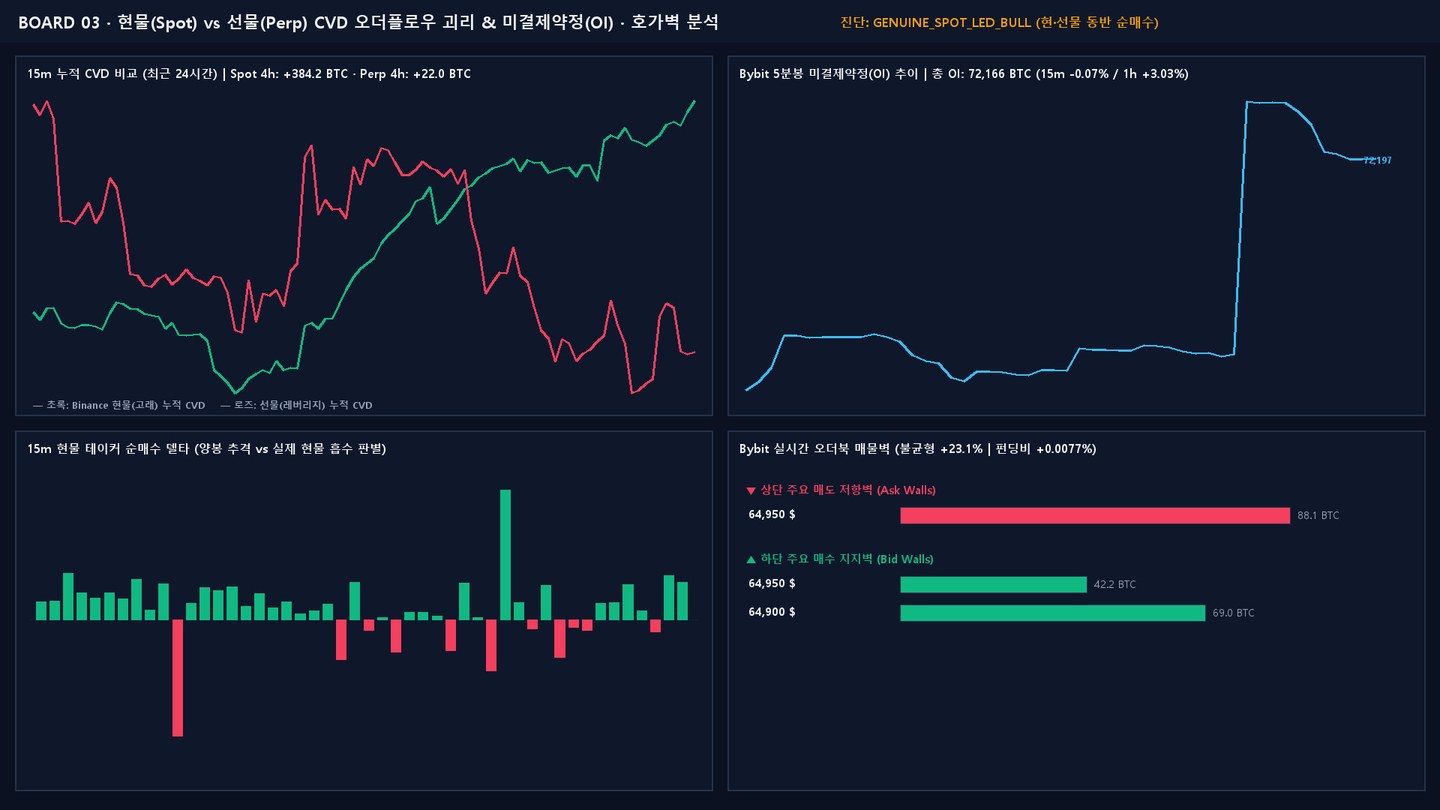 BOARD 03 · 현물(Spot) vs 선물(Perp) CVD 오더플로우 괴리 & 미결제약정(OI) · 호가벽 분석
진단: GENUINE_SPOT_LED_BULL (현·선물 동반 순매수)
15m 누적 CVD 비교 (최근 24시간) | Spot 4h: +384.2 BTC · Perp 4h: +22.0 BTC
— 초록: Binance 현물(고래) 누적 CVD — 로즈: 선물(레버리지) 누적 CVD
Bybit 5분봉 미결제약정(OI) 추이 | 총 OI: 72,166 BTC (15m -0.07% / 1h +3.03%)
72,197
15m 현물 테이커 순매수 델타 (양봉 추격 vs 실제 현물 흡수 판별)
Bybit 실시간 오더북 매물벽 (불균형 +23.1% | 펀딩비 +0.0077%)
▼ 상단 주요 매도 저항벽 (Ask Walls)
64,950 $ 88.1 BTC
▲ 하단 주요 매수 지지벽 (Bid Walls)
64,950 $ 42.2 BTC
64,900 $ 69.0 BTC